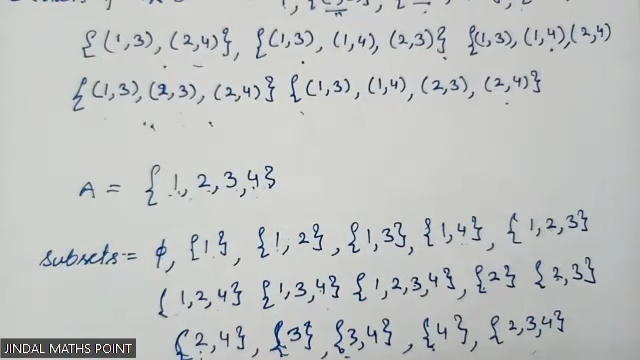 {(1,3), (2,4)}, {(1,3), (1,4), (2,3)} {(1,3), (1,4), (2,4)
{(1,3), (2,3), (2,4)} {(1,3), (1,4), (2,3), (2,4)}
A = {1, 2, 3, 4}
Subsets = ϕ, {1}, {1, 2}, {1, 3}, {1, 4}, {1, 2, 3}
{1, 2, 4} {1, 3, 4} {1, 2, 3, 4}, {2} {2, 3}
{2, 4}, {3} {3, 4}, {4}, {2, 3, 4}
JINDAL MATHS POINT